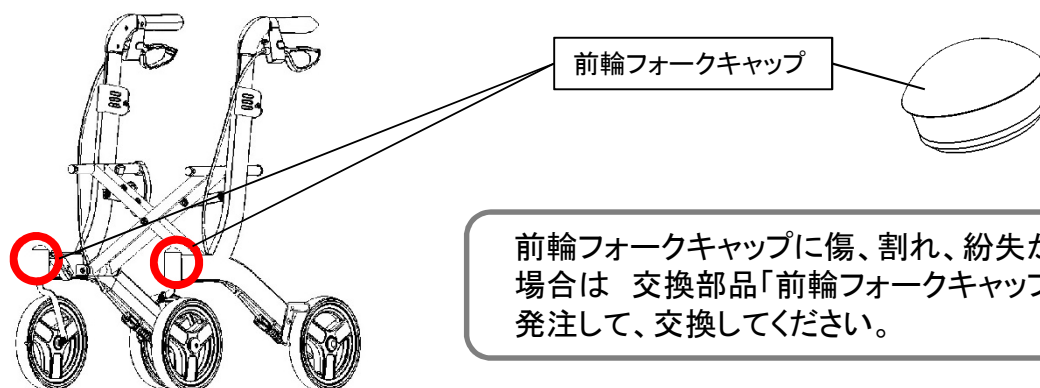 前輪フォークキャップ
前輪フォークキャップに傷、割れ、紛失が
場合は　交換部品「前輪フォークキャップ
発注して、交換してください。